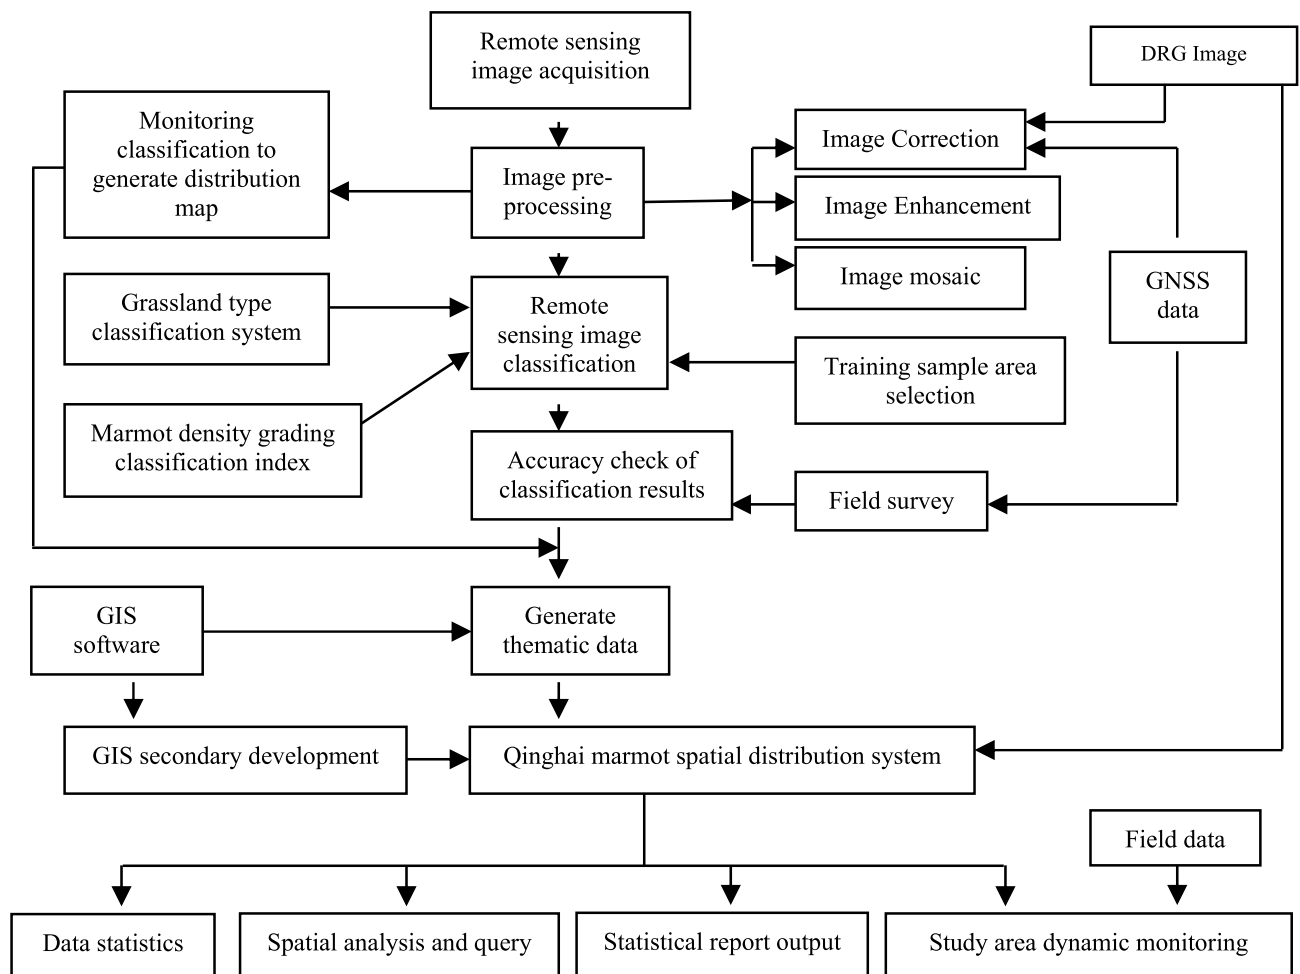 Remote sensing
image acquisition
DRG Image
Monitoring
classification to
generate distribution
map
Image pre-
processing
Image Correction
Image Enhancement
Image mosaic
GNSS
data
Grassland type
classification system
Remote
sensing image
classification
Training sample area
selection
Marmot density grading
classification index
Accuracy check of
classification results
Field survey
GIS
software
Generate
thematic data
GIS secondary development
Qinghai marmot spatial distribution system
Field data
Data statistics
Spatial analysis and query
Statistical report output
Study area dynamic monitoring